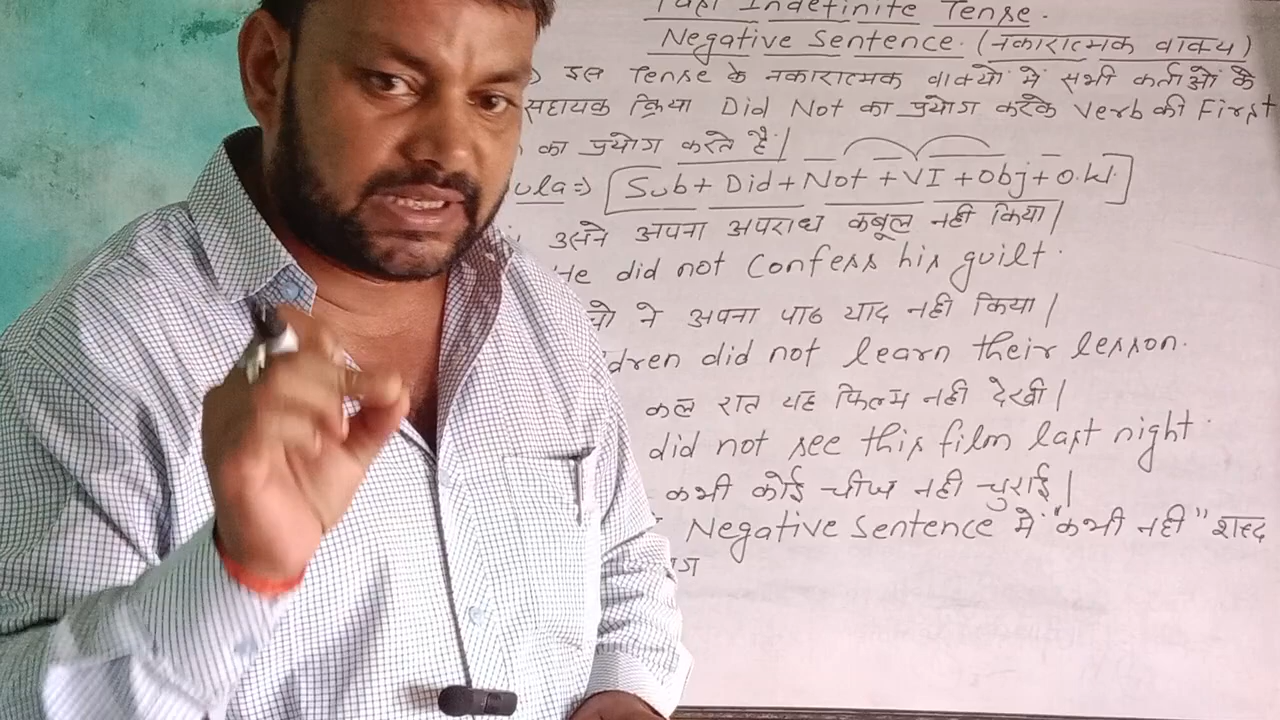 Past Indefinite Tense.
Negative Sentence. (नकारात्मक वाक्य)
इस Tense के नकारात्मक वाक्यों में सभी कर्ताओं के
सहायक क्रिया Did Not का प्रयोग करके Verb की First
का प्रयोग करते है|
Sub + Did + Not + V1 + Obj + O.W.
उसने अपना अपराध कबूल नही किया|
He did not Confess his guilt.
ने अपना पाठ याद नही किया|
did not learn their lesson.
कल रात यह फिल्म नही देखी|
did not see this film last night.
कभी कोई चीज नही चुराई|
Negative Sentence में "कभी नही" शब्द